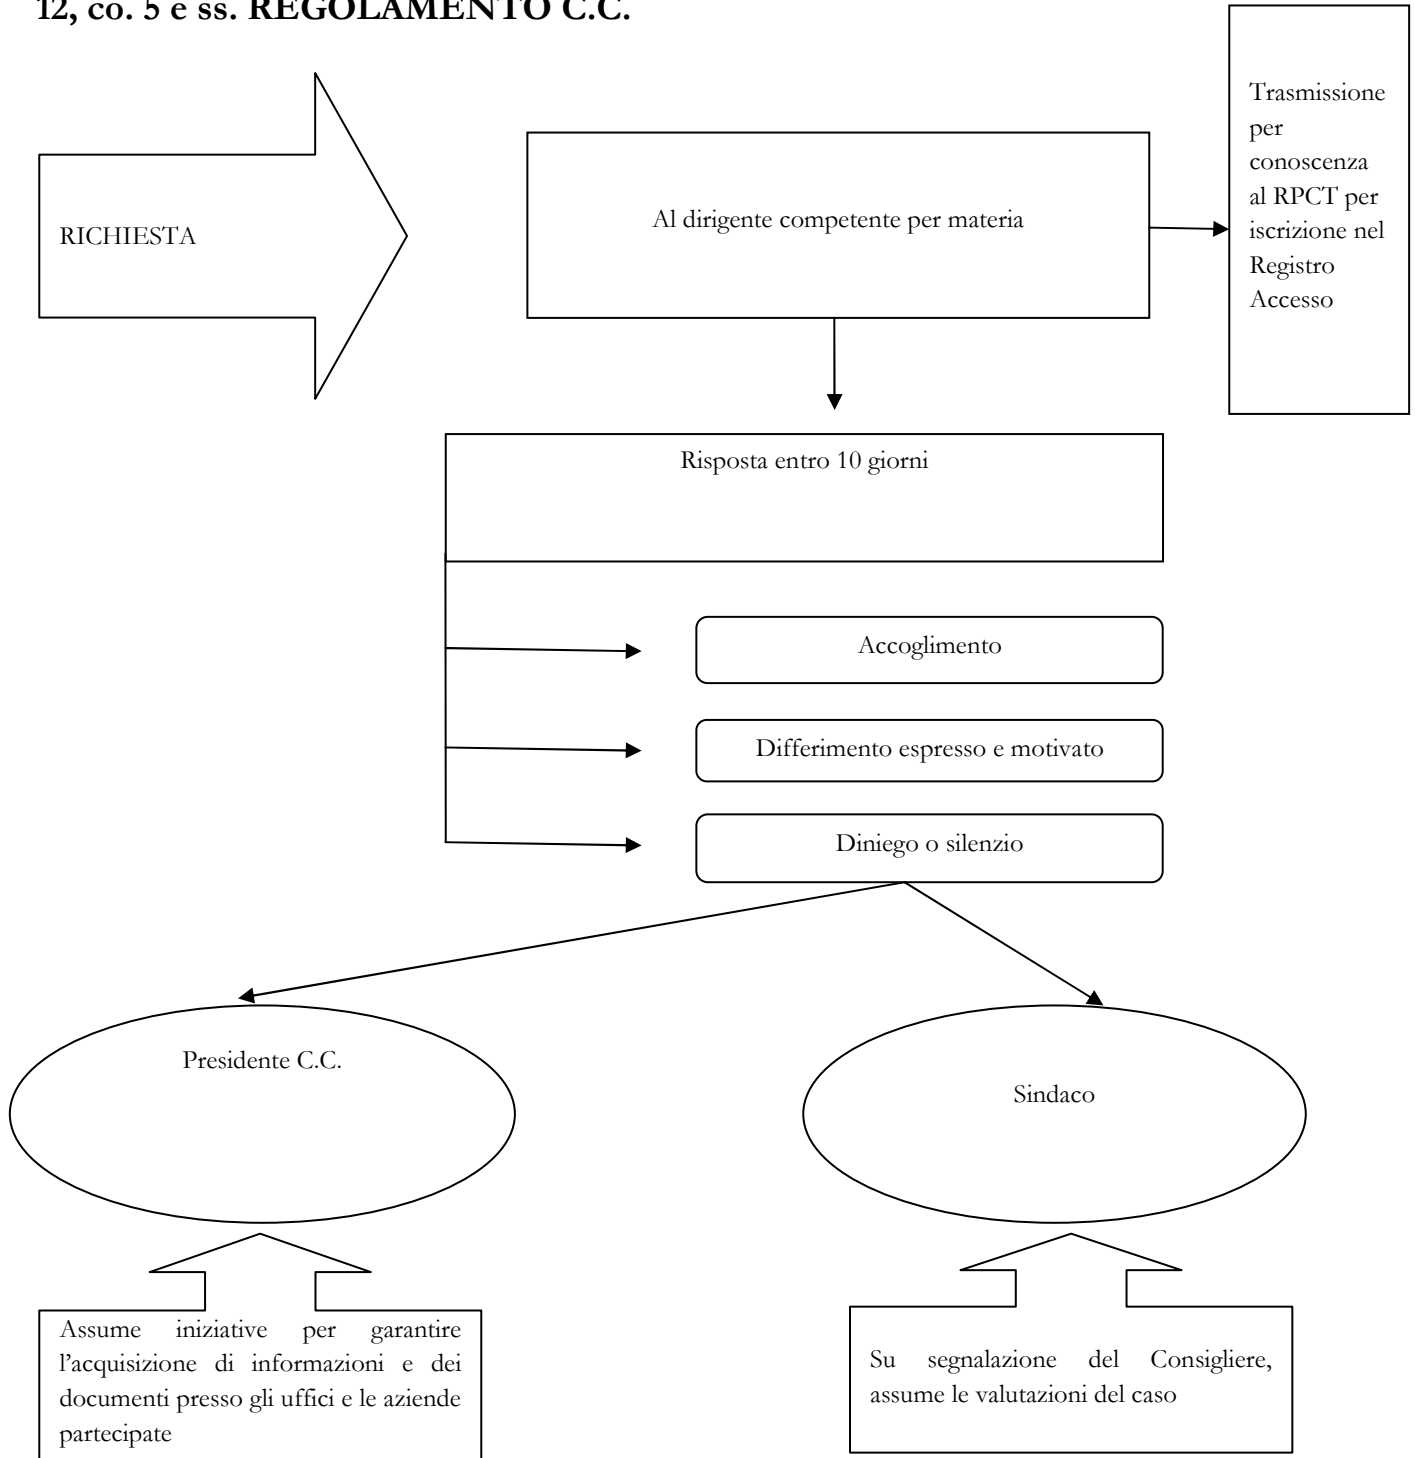 12, co. 5 e ss. REGOLAMENTO C.C.
RICHIESTA
Al dirigente competente per materia
Trasmissione
per
conoscenza
al RPCT per
iscrizione nel
Registro
Accesso
Risposta entro 10 giorni
Accoglimento
Differimento espresso e motivato
Diniego o silenzio
Presidente C.C.
Sindaco
Assume iniziative per garantire
l’acquisizione di informazioni e dei
documenti presso gli uffici e le aziende
partecipate
Su segnalazione del Consigliere,
assume le valutazioni del caso